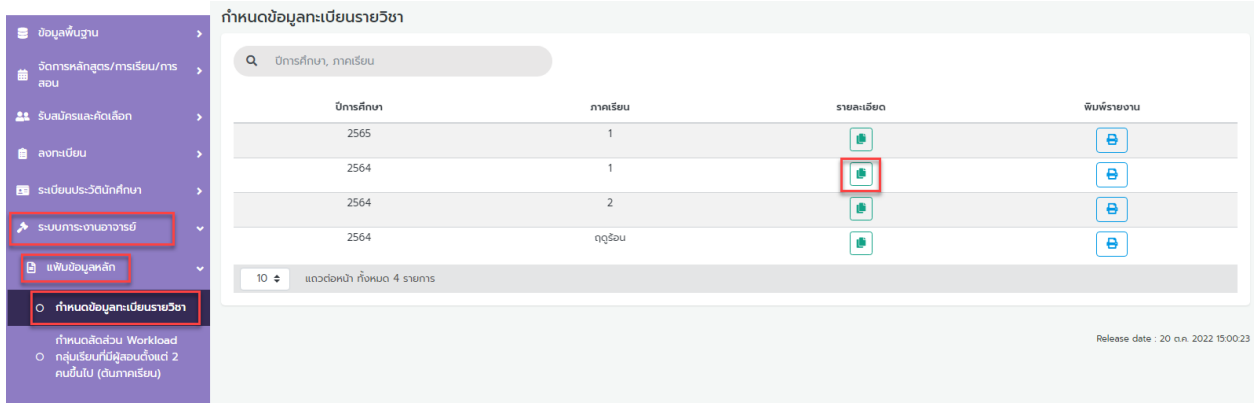 ข้อมูลพื้นฐาน
จัดการหลักสูตร/การเรียน/การ
สอน
รับสมัครและคัดเลือก
ลงทะเบียน
ระเบียบประวัตินักศึกษา
ระบบภาระงานอาจารย์
แฟ้มข้อมูลหลัก
กำหนดข้อมูลทะเบียนรายวิชา
กำหนดสัดส่วน Workload
กลุ่มเรียนที่มีผู้สอนตั้งแต่ 2
คนขึ้นไป (ต้นภาคเรียน)
กำหนดข้อมูลทะเบียนรายวิชา
ปีการศึกษา, ภาคเรียน
ปีการศึกษา ภาคเรียน รายละเอียด พิมพ์รายงาน
2565 1
2564 1
2564 2
2564 ฤดูร้อน
10 แถวต่อหน้า ทั้งหมด 4 รายการ
Release date : 20 ต.ค. 2022 15:00:23